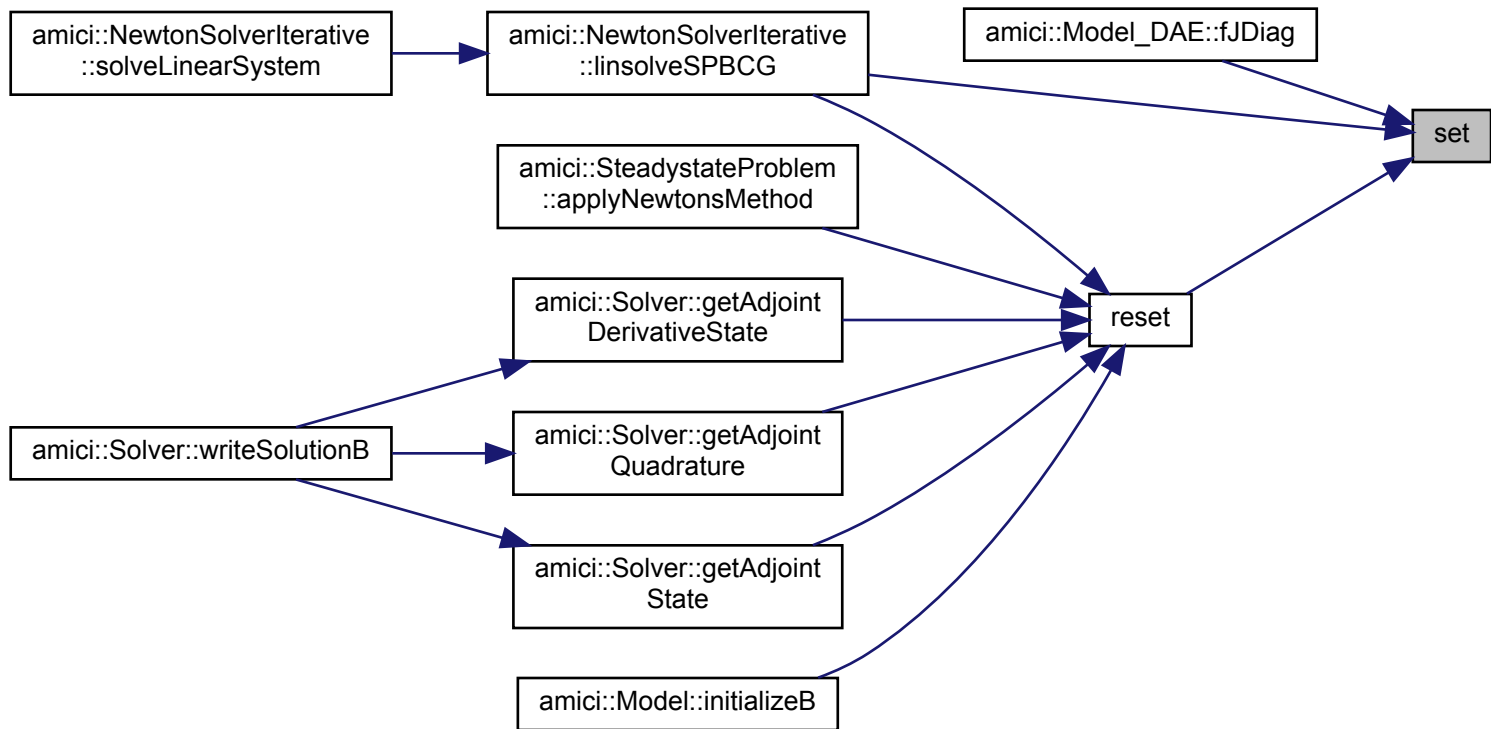 amici::NewtonSolverIterative
::solveLinearSystem
amici::NewtonSolverIterative
::linsolveSPBCG
amici::Model_DAE::fJDiag
set
amici::SteadystateProblem
::applyNewtonsMethod
amici::Solver::getAdjoint
DerivativeState
reset
amici::Solver::writeSolutionB
amici::Solver::getAdjoint
Quadrature
amici::Solver::getAdjoint
State
amici::Model::initializeB